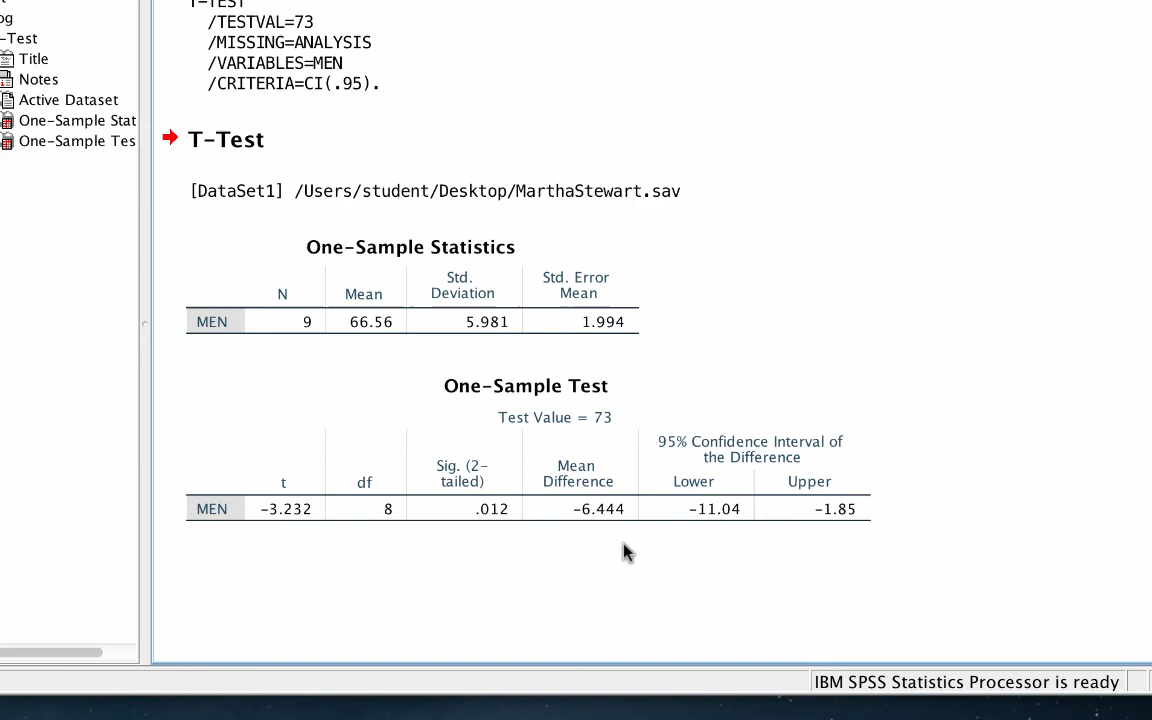 T-TEST
/TESTVAL=73
/MISSING=ANALYSIS
/VARIABLES=MEN
/CRITERIA=CI(.95).
og
-Test
Title
Notes
Active Dataset
One-Sample Stat
One-Sample Tes
T-Test
[DataSet1] /Users/student/Desktop/MarthaStewart.sav
One-Sample Statistics
N Mean Std. Deviation Std. Error Mean
MEN 9 66.56 5.981 1.994
One-Sample Test
Test Value = 73
95% Confidence Interval of the Difference
t df Sig. (2-tailed) Mean Difference Lower Upper
MEN -3.232 8 .012 -6.444 -11.04 -1.85
IBM SPSS Statistics Processor is ready